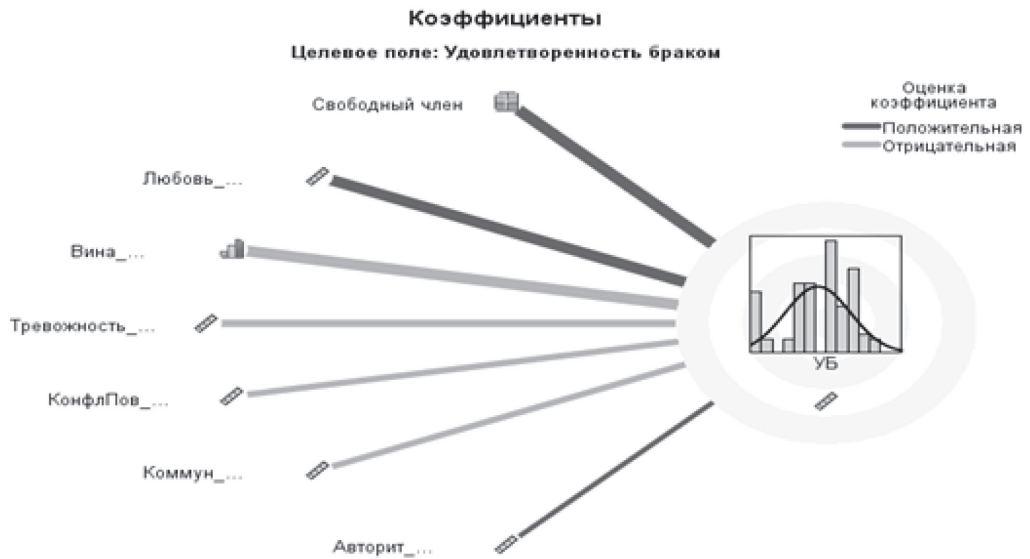 Коэффициенты
Целевое поле: Удовлетворенность браком
Свободный член
Оценка
коэффициента
Положительная
Отрицательная
Любовь_...
Вина_...
Тревожность_...
КонфлПов_...
Коммун_...
Авторит_...
УБ